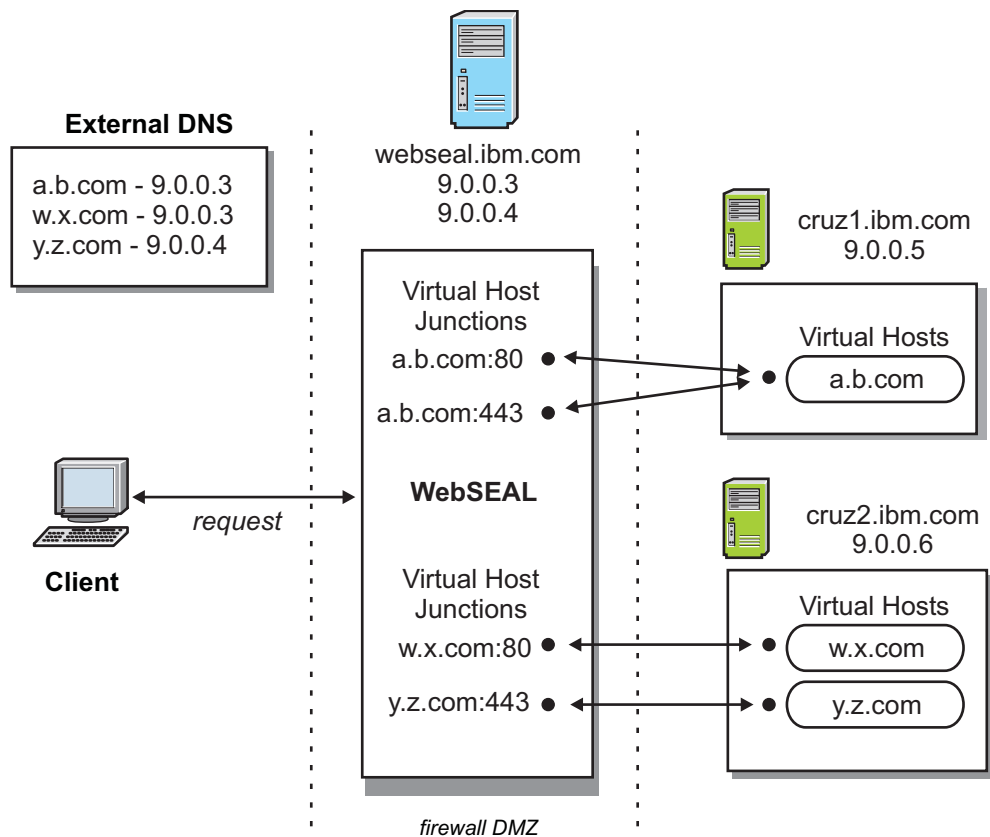 External DNS
a.b.com - 9.0.0.3
w.x.com - 9.0.0.3
y.z.com - 9.0.0.4
webseal.ibm.com
9.0.0.3
9.0.0.4
Virtual Host
Junctions
a.b.com:80
a.b.com:443
WebSEAL
Virtual Host
Junctions
w.x.com:80
y.z.com:443
cruz1.ibm.com
9.0.0.5
Virtual Hosts
a.b.com
cruz2.ibm.com
9.0.0.6
Virtual Hosts
w.x.com
y.z.com
request
Client
firewall DMZ